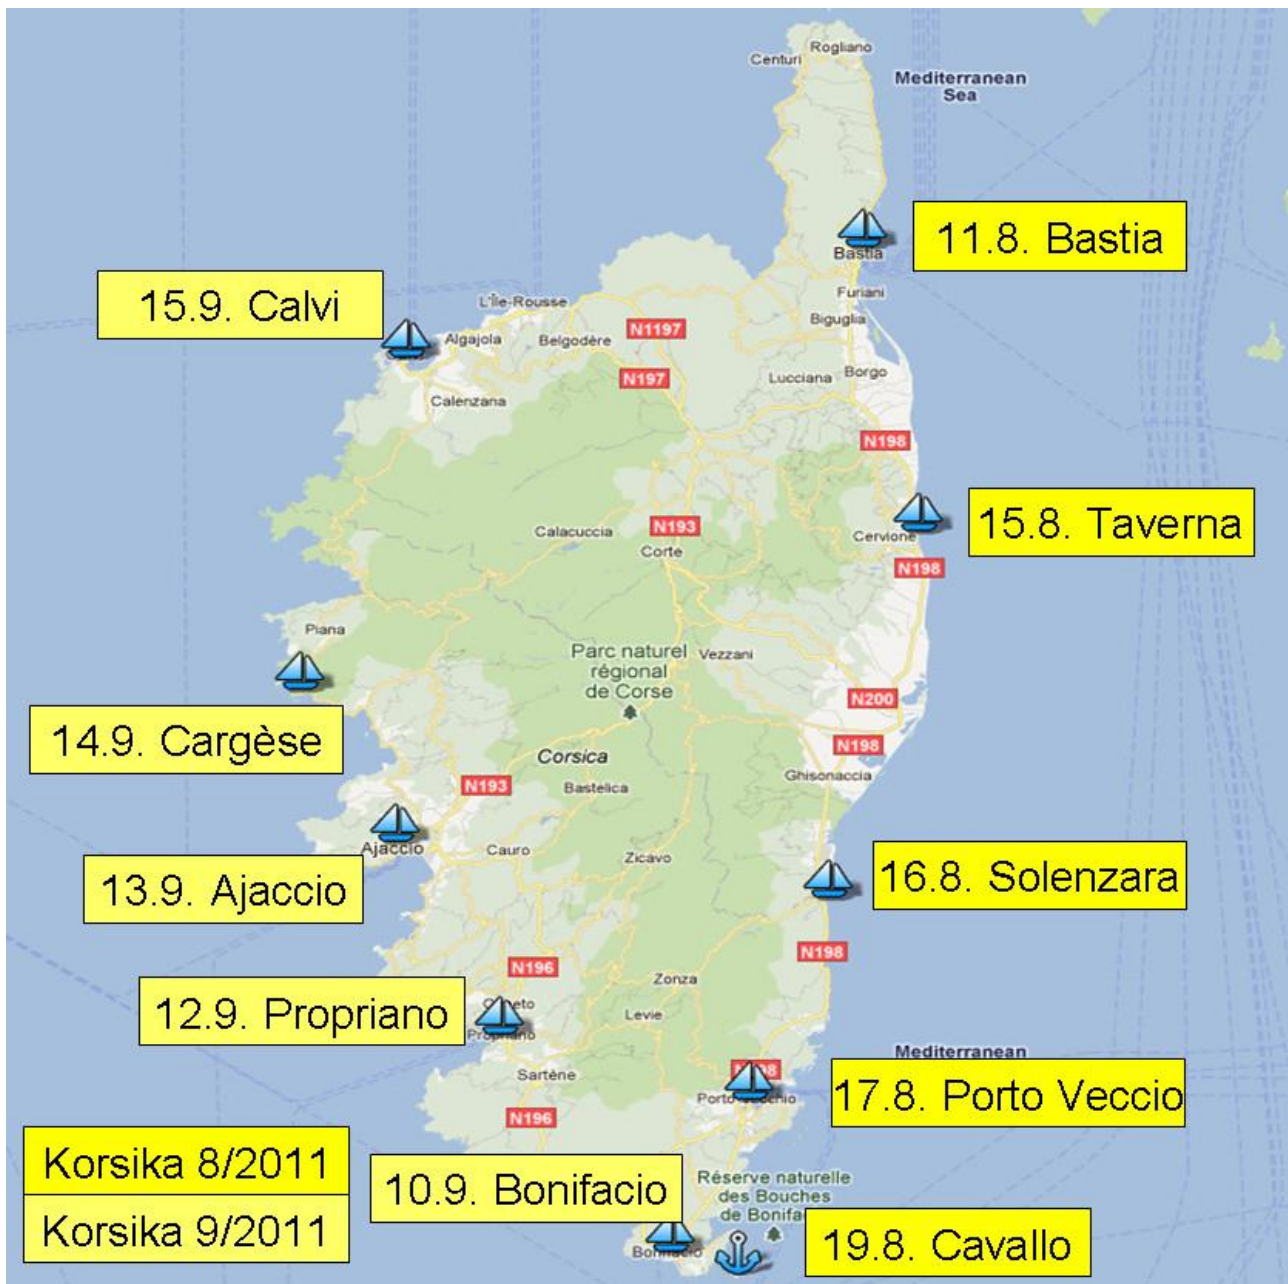 Rogliano
Centuri
Mediterranean
Sea
11.8. Bastia
Bastia
15.9. Calvi
Furiani
L'Île-Rousse
Biguglia
Algajola
Belgodère
N1197
N197
Lucciana
Borgo
Calenzana
N198
15.8. Taverna
N193
Calacuccia
Cervione
Corte
N198
Piana
Parc naturel
régional
de Corse
Vezzani
N200
14.9. Cargèse
N198
Corsica
Ghisonaccia
N193
Bastelica
Ajaccio
Cauro
Zicavo
13.9. Ajaccio
16.8. Solenzara
N198
N196
Zonza
12.9. Propriano
Levie
Propriano
Mediterranean
Sartène
17.8. Porto Veccio
N196
Korsika 8/2011
10.9. Bonifacio
Réserve naturelle
des Bouches
de Bonifac
Korsika 9/2011
19.8. Cavallo